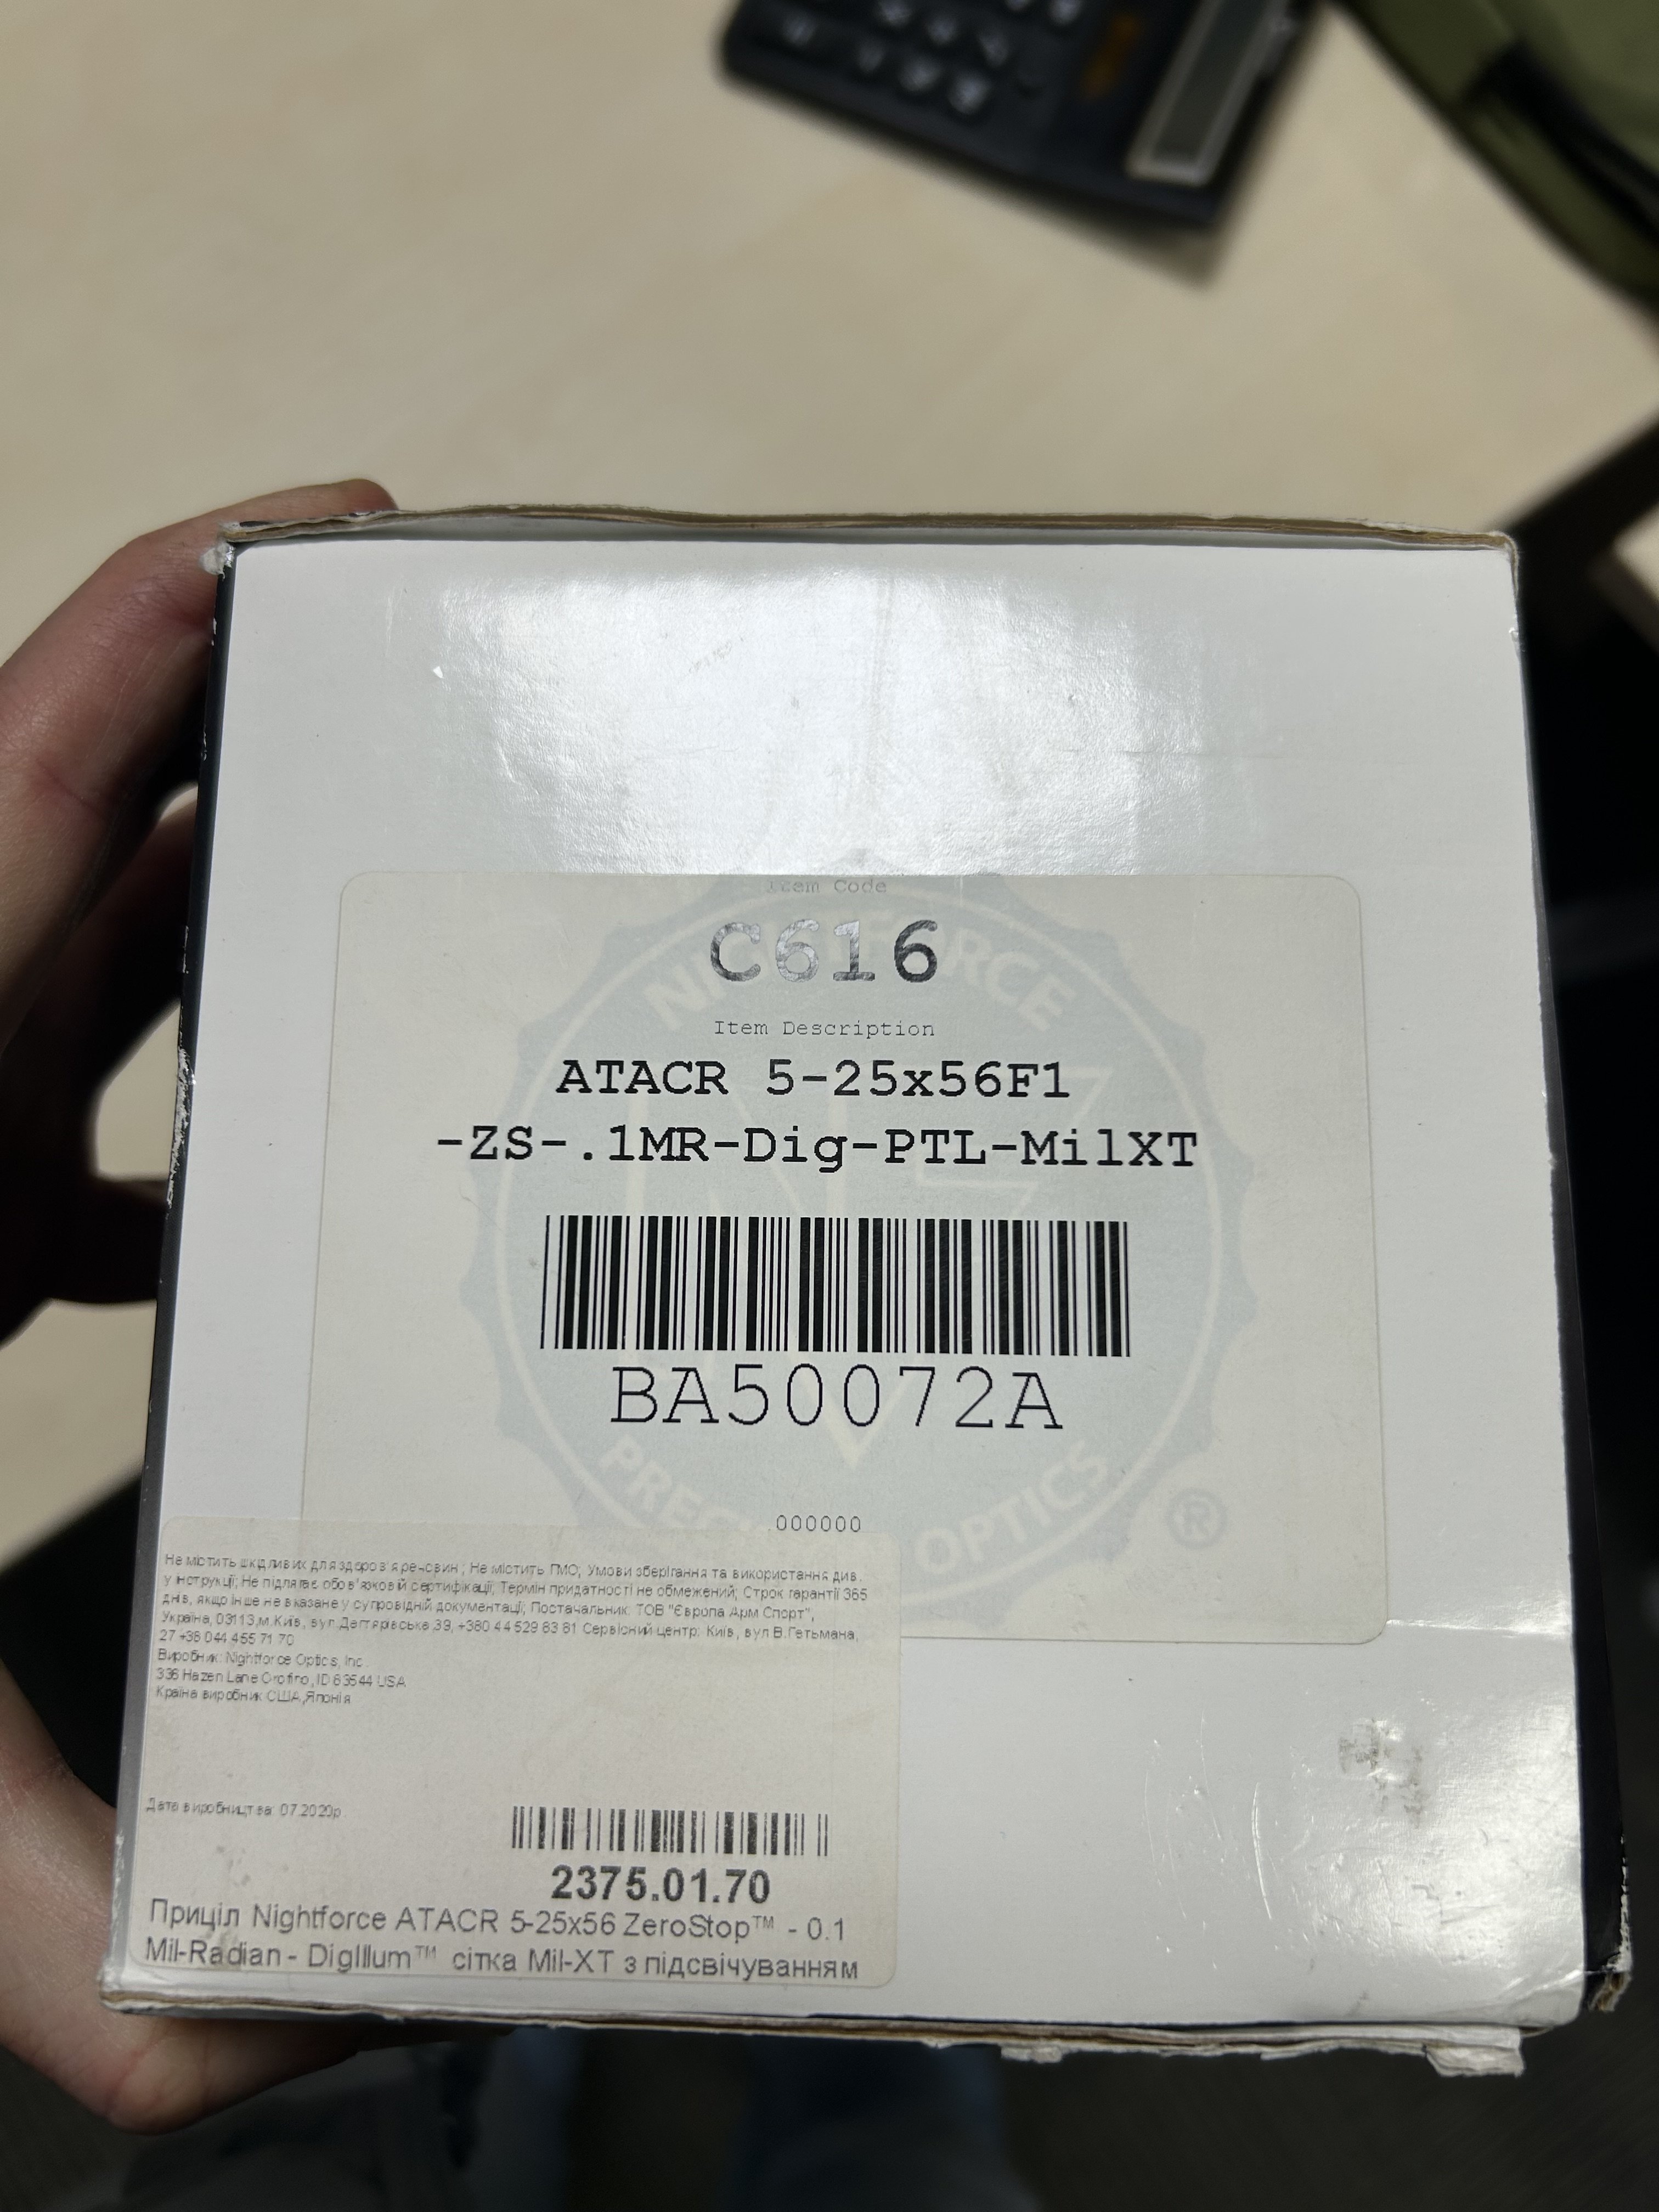 Item Code
C616
Item Description
ATACR 5-25x56F1
-ZS-.1MR-Dig-PTL-MilXT
BA50072A
000000
NIGHTFORCE
PRECISION OPTICS
®
Не містить шкідливих для здоров'я речовин; Не містить ГМО; Умови зберігання та використання див.
у інструкції; Не підлягає обов'язковій сертифікації; Термін придатності не обмежений; Строк гарантії 365
днів, якщо інше не вказане у супровідній документації; Постачальник: ТОВ "Європа Арм Спорт",
Україна, 03113,м.Київ, вул.Дегтярівська 39, +380 44 529 83 81 Сервісний центр: Київ, вул В.Гетьмана,
27 +38 044 455 71 70
Виробник: Nightforce Optics, Inc.
336 Hazen Lane Orofino, ID 83544 USA
Країна виробник США,Японія
Дата виробництва: 07.2020р.
2375.01.70
Приціл Nightforce ATACR 5-25x56 ZeroStop™ - 0.1
Mil-Radian - DigIllum™ сітка Mil-XT з підсвічуванням